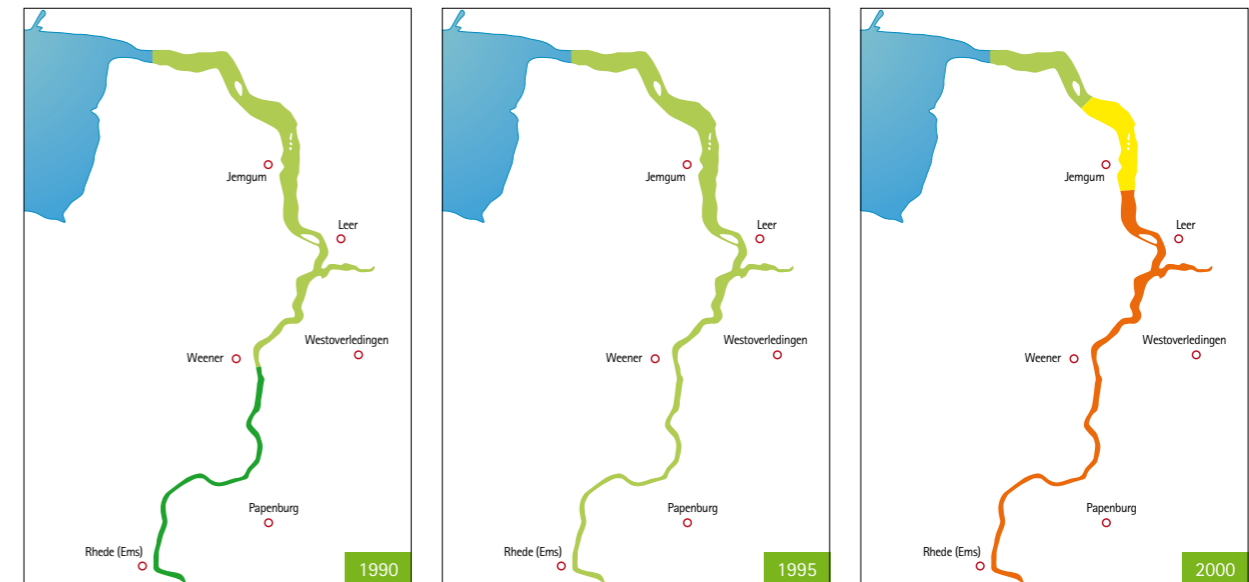 Jemgum
Leer
Weener
Westoverledingen
Papenburg
Rhede (Ems)
1990
Jemgum
Leer
Weener
Westoverledingen
Papenburg
Rhede (Ems)
1995
Jemgum
Leer
Weener
Westoverledingen
Papenburg
Rhede (Ems)
2000